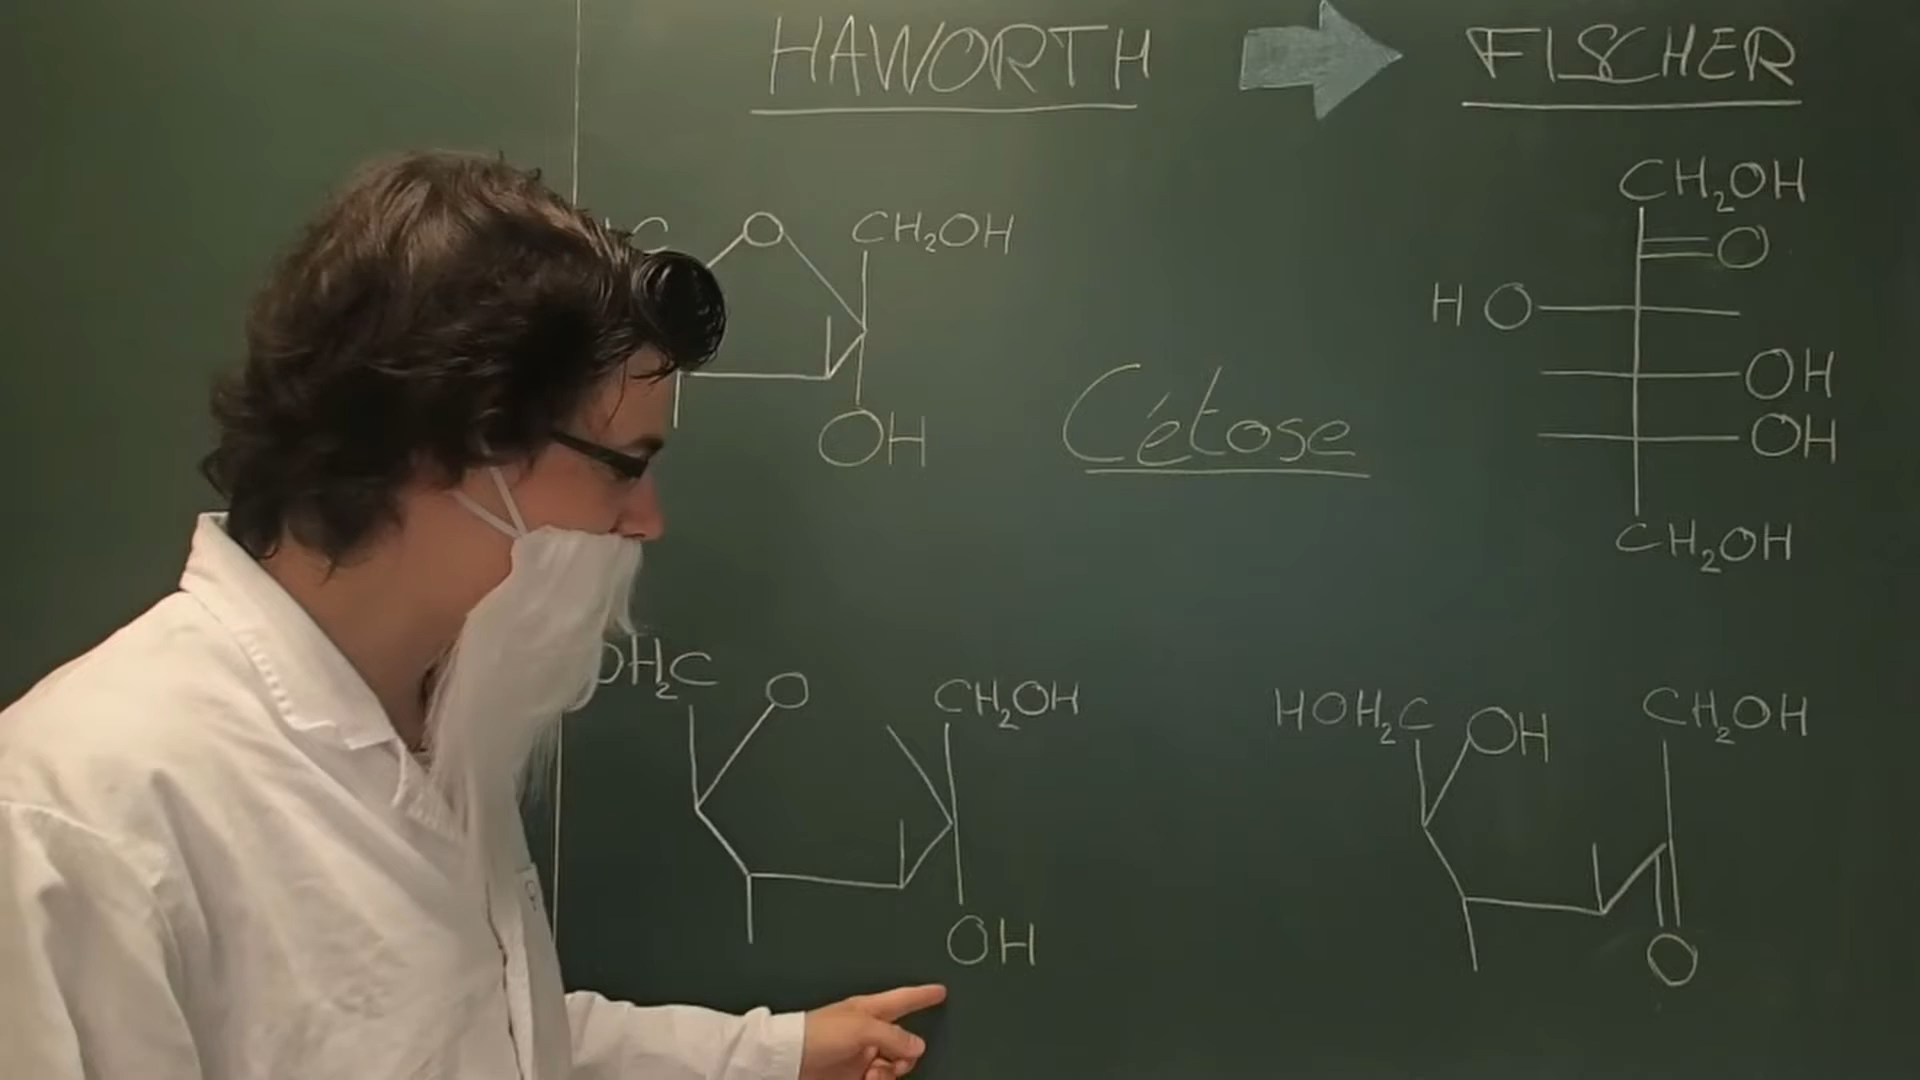 HAWORTH
FISCHER
CH₂OH
O
HO
OH
OH
CH₂OH
O
CH₂OH
OH
Cétose
OH₂C
O
CH₂OH
OH
HOH₂C
OH
CH₂OH
O